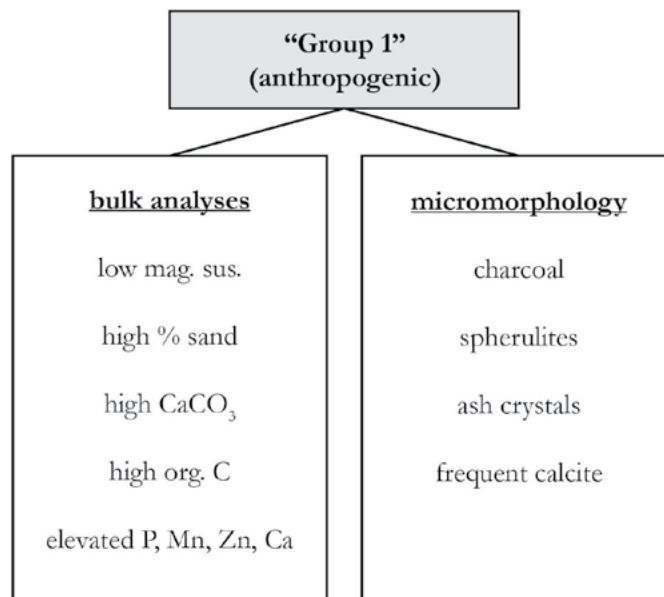 “Group 1”
(anthropogenic)
bulk analyses
low mag. sus.
high % sand
high CaCO₃
high org. C
elevated P, Mn, Zn, Ca
micromorphology
charcoal
spherulites
ash crystals
frequent calcite